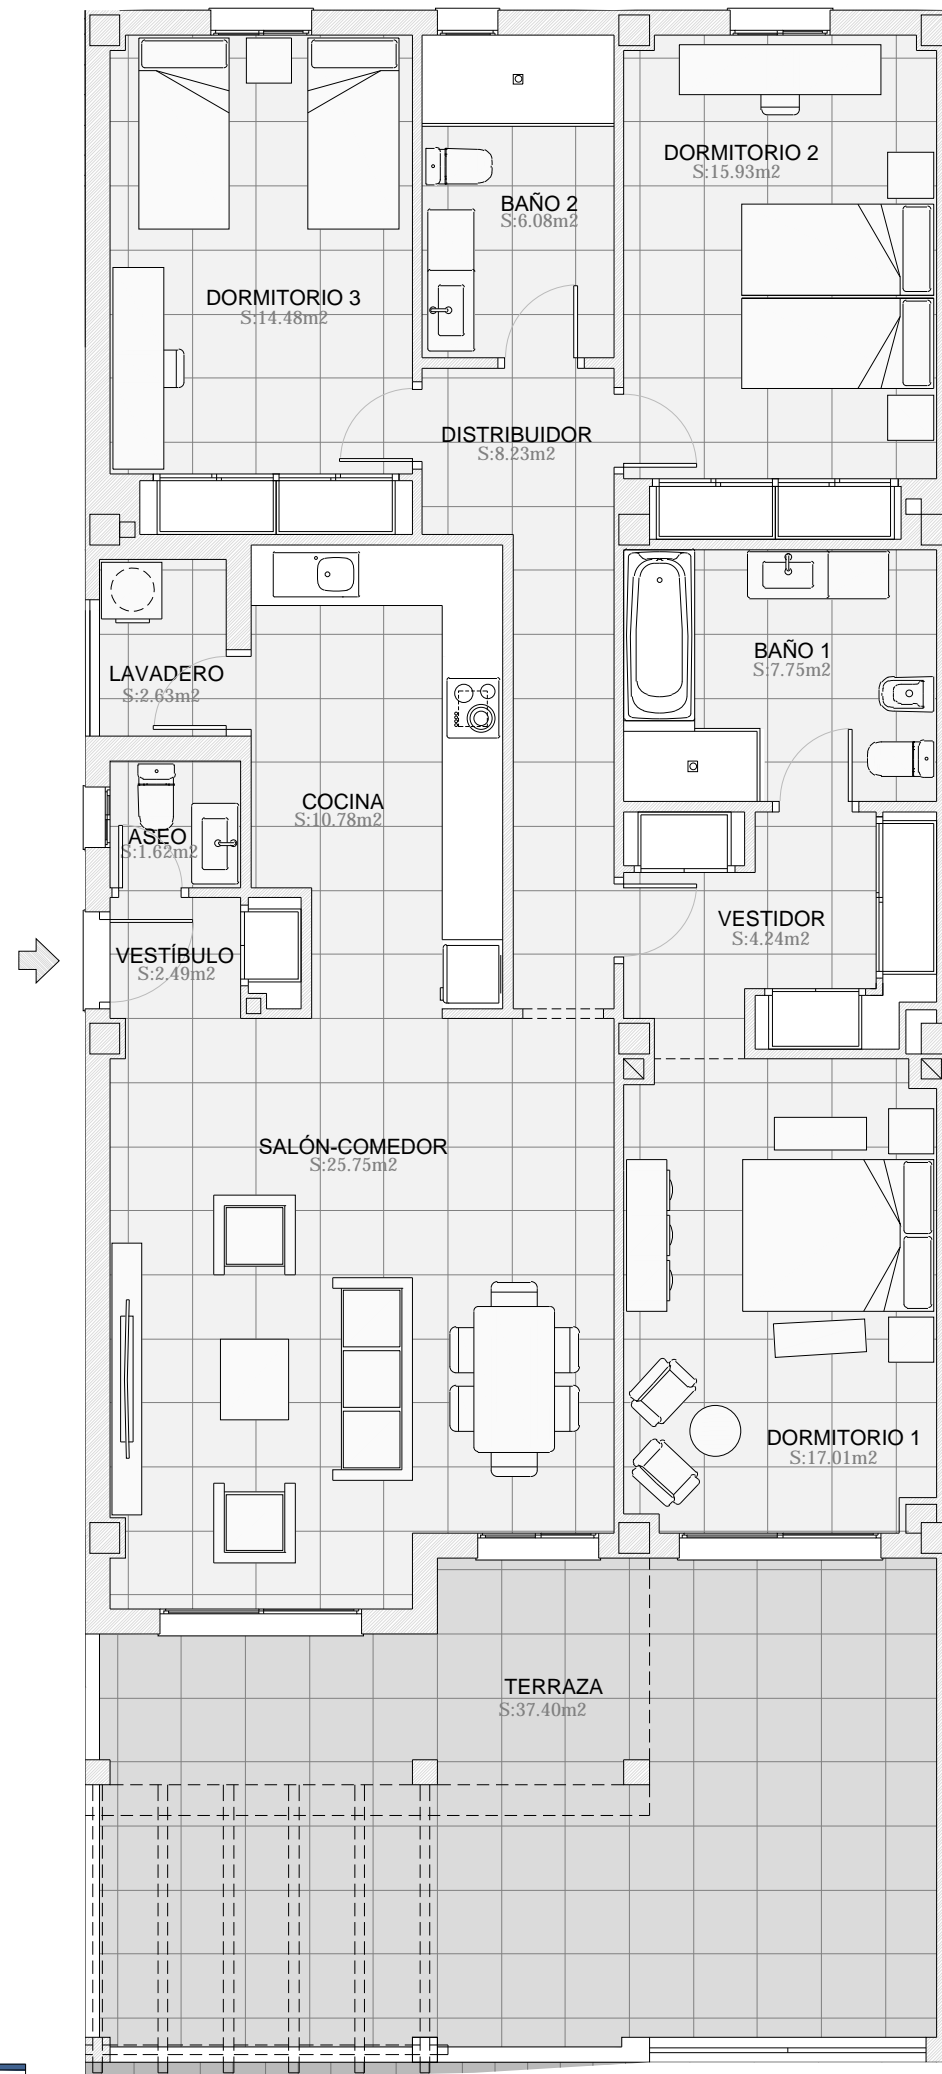 DORMITORIO 2
S:15.93m2
BAÑO 2
S:6.08m2
DORMITORIO 3
S:14.48m2
DISTRIBUIDOR
S:8.23m2
BAÑO 1
S:7.75m2
LAVADERO
S:2.63m2
COCINA
S:10.78m2
ASEO
S:1.62m2
VESTIDOR
S:4.24m2
VESTÍBULO
S:2.49m2
SALÓN-COMEDOR
S:25.75m2
DORMITORIO 1
S:17.01m2
TERRAZA
S:37.40m2